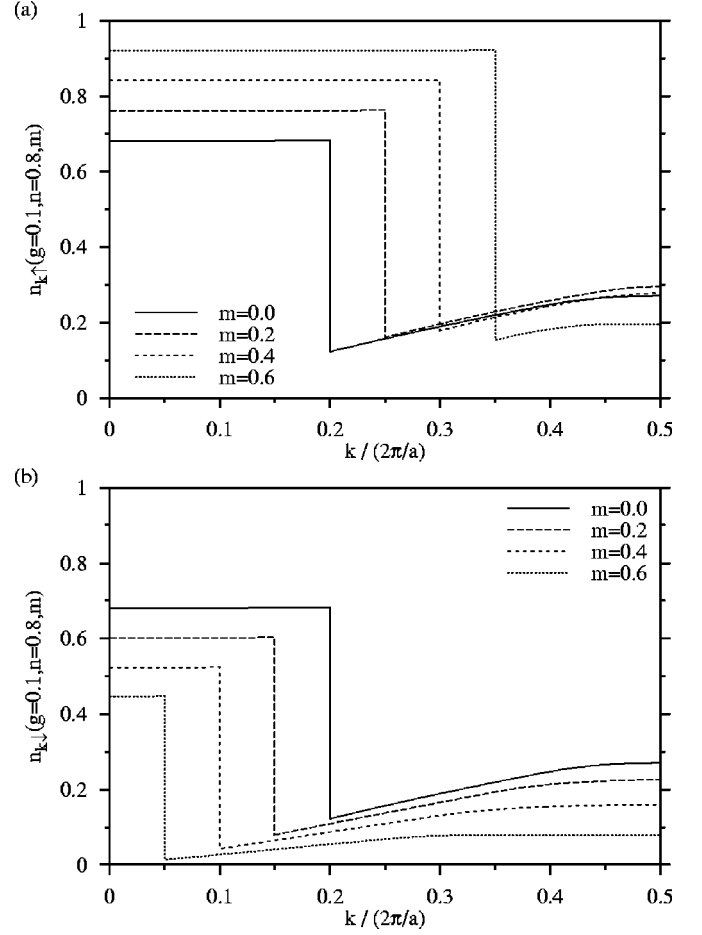 (a)
1
0.8
0.6
0.4
0.2
0
n_k↑(g=0.1,n=0.8,m)
m=0.0
m=0.2
m=0.4
m=0.6
0 0.1 0.2 0.3 0.4 0.5
k / (2π/a)
(b)
1
0.8
0.6
0.4
0.2
0
n_k↓(g=0.1,n=0.8,m)
m=0.0
m=0.2
m=0.4
m=0.6
0 0.1 0.2 0.3 0.4 0.5
k / (2π/a)